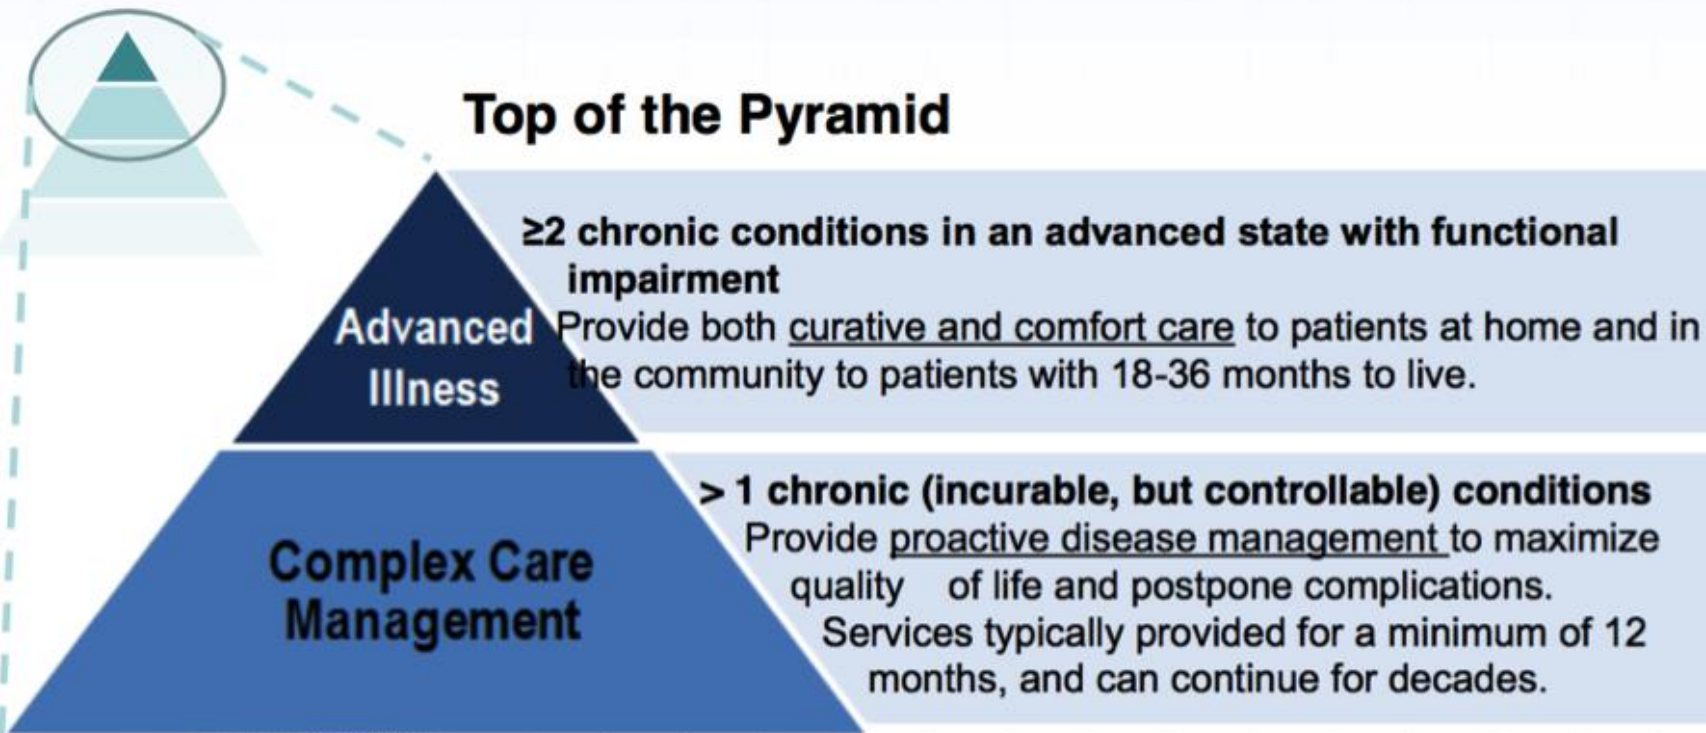 Top of the Pyramid
≥2 chronic conditions in an advanced state with functional
impairment
Provide both curative and comfort care to patients at home and in
the community to patients with 18-36 months to live.
Advanced
Illness
> 1 chronic (incurable, but controllable) conditions
Provide proactive disease management to maximize
quality of life and postpone complications.
Services typically provided for a minimum of 12
months, and can continue for decades.
Complex Care
Management